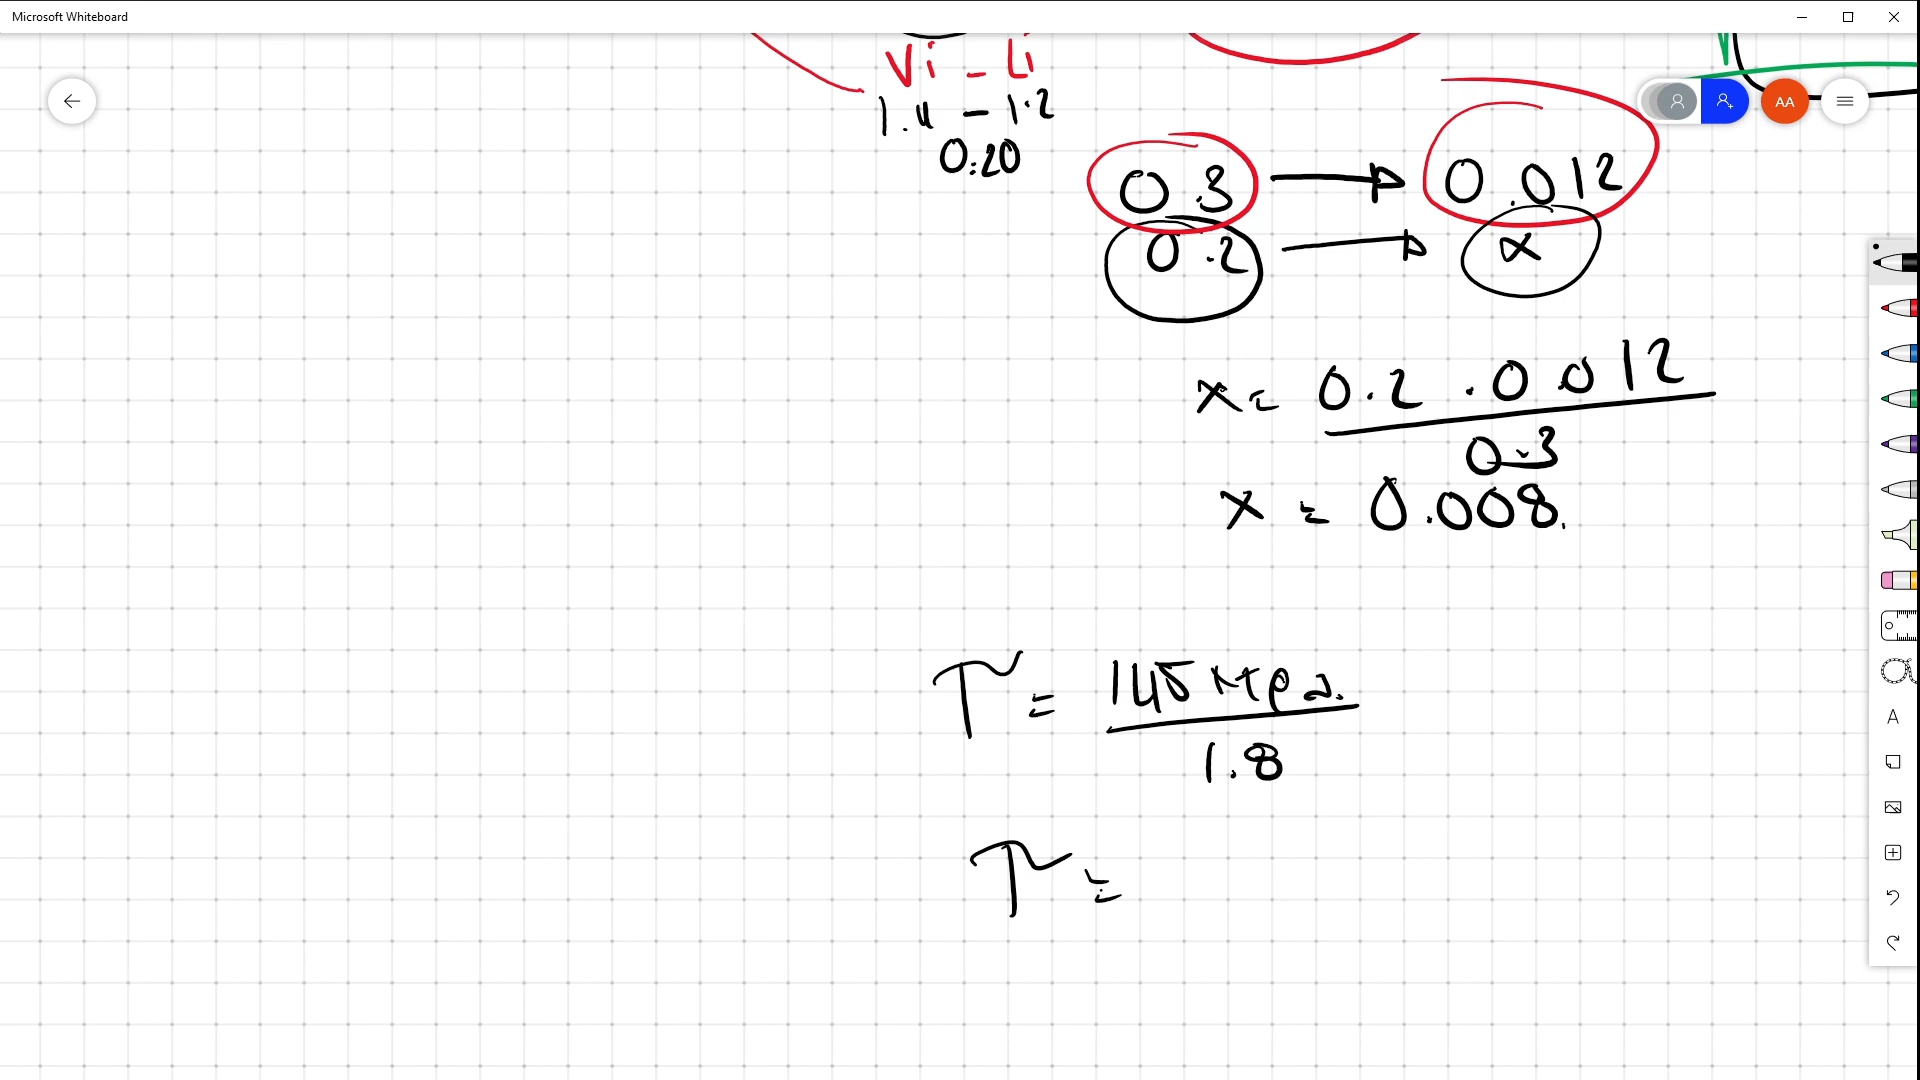 Microsoft Whiteboard
Vi - Li
1.4 - 1.2
0.20
AA
0.3 → 0.012
0.2 → x
x = 0.2 . 0.012
0.3
x = 0.008.
T = 145 Mpa.
1.8
T =
A